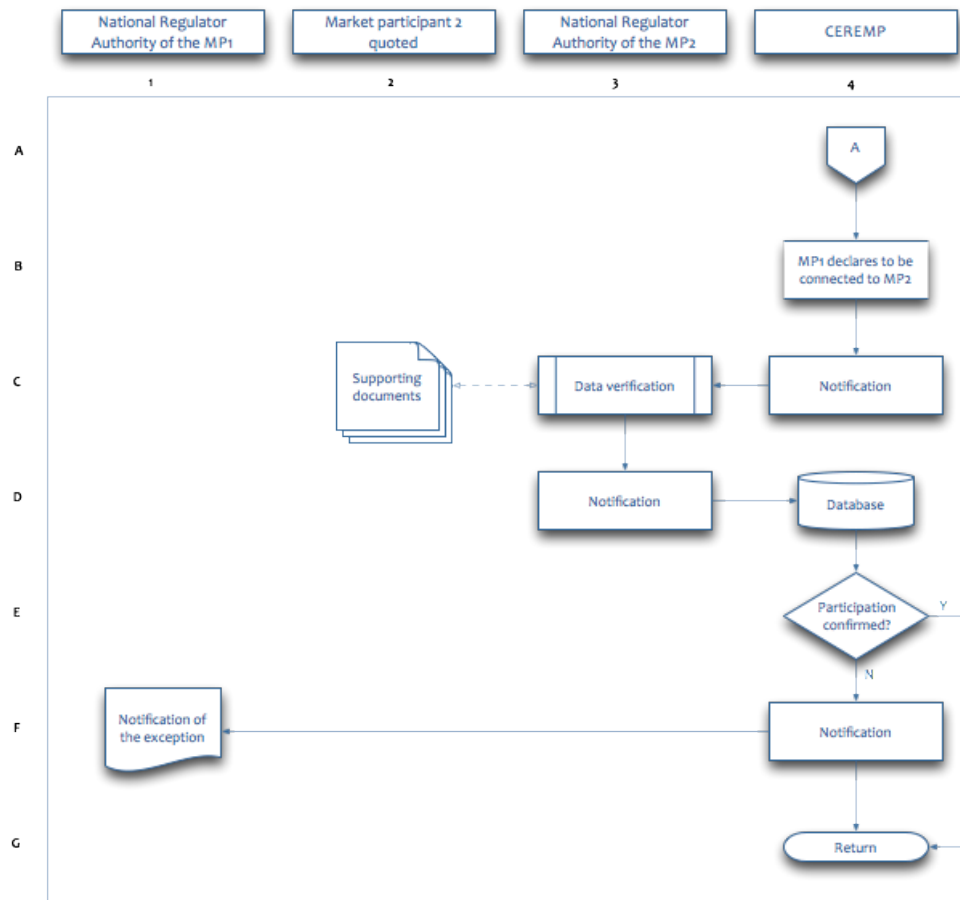 National Regulator
Authority of the MP1
Market participant 2
quoted
National Regulator
Authority of the MP2
CEREMP
1
2
3
4
A
A
B
MP1 declares to be
connected to MP2
C
Supporting
documents
Data verification
Notification
D
Notification
Database
E
Participation
confirmed?
Y
N
F
Notification of
the exception
Notification
G
Return